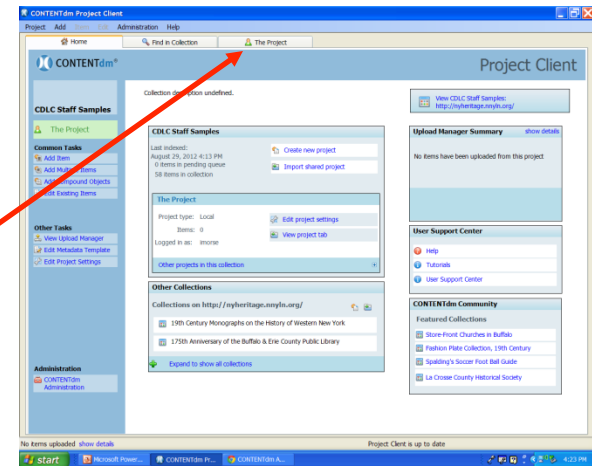 CONTENTdm Project Client
Project Add Items Edit Administration Help
Home Find in Collection The Project
CONTENTdm®
Project Client
CDLC Staff Samples
The Project
Common Tasks
Add Item
Add Multiple Items
Add Compound Objects
Edit Existing Items
Other Tasks
View Upload Manager
Edit Metadata Template
Edit Project Settings
Administration
CONTENTdm
Administration
Collection description undefined.
CDLC Staff Samples
Last indexed:
August 29, 2012 4:13 PM
0 items in pending queue
58 items in collection
Create new project
Import shared project
The Project
Project type: Local
Items: 0
Logged in as: lmorse
Edit project settings
View project tab
Other projects in this collection
Other Collections
Collections on http://nyheritage.nnyln.org/
19th Century Monographs on the History of Western New York
175th Anniversary of the Buffalo & Erie County Public Library
Expand to show all collections
View CDLC Staff Samples:
http://nyheritage.nnyln.org/
Upload Manager Summary show details
No items have been uploaded from this project
User Support Center
Help
Tutorials
User Support Center
CONTENTdm Community
Featured Collections
Store-Front Churches in Buffalo
Fashion Plate Collection, 19th Century
Spalding's Soccer Foot Ball Guide
La Crosse County Historical Society
No items uploaded show details
Project Client is up to date
start Microsoft Power... CONTENTdm Pr... CONTENTdm A... 4:23 PM